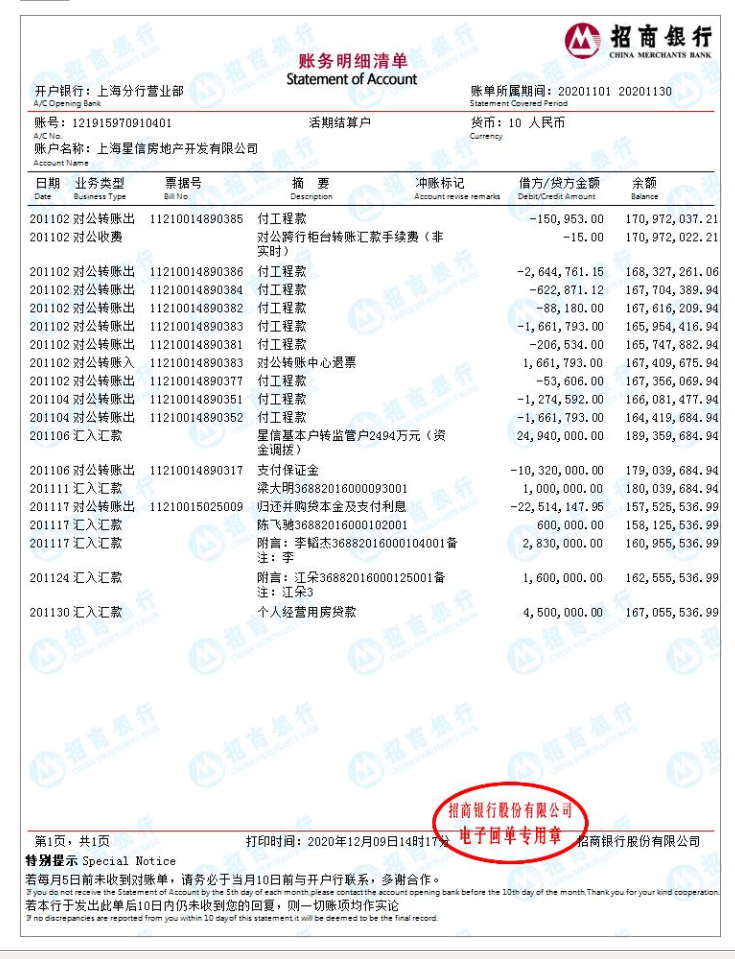 招商银行
CHINA MERCHANTS BANK
账务明细清单
Statement of Account
开户银行：上海分行营业部 账单所属期间：20201101 20201130
A/C Opening Bank Statement Covered Period
账号：121915970910401 活期结算户 货币：10 人民币
A/C No. Currency
账户名称：上海星信房地产开发有限公司
Account Name
日期 业务类型 票据号 摘 要 冲账标记 借方/贷方金额 余额
Date Business Type Bill No Description Account revise remarks Debit/Credit Amount Balance
201102 对公转账出 11210014890385 付工程款 -150,953.00 170,972,037.21
201102 对公收费 对公跨行柜台转账汇款手续费（非 -15.00 170,972,022.21
实时）
201102 对公转账出 11210014890386 付工程款 -2,644,761.15 168,327,261.06
201102 对公转账出 11210014890384 付工程款 -622,871.12 167,704,389.94
201102 对公转账出 11210014890382 付工程款 -88,180.00 167,616,209.94
201102 对公转账出 11210014890383 付工程款 -1,661,793.00 165,954,416.94
201102 对公转账出 11210014890381 付工程款 -206,534.00 165,747,882.94
201102 对公转账入 11210014890383 对公转账中心退票 1,661,793.00 167,409,675.94
201102 对公转账出 11210014890377 付工程款 -53,606.00 167,356,069.94
201104 对公转账出 11210014890351 付工程款 -1,274,592.00 166,081,477.94
201104 对公转账出 11210014890352 付工程款 -1,661,793.00 164,419,684.94
201106 汇入汇款 星信基本户转监管户2494万元（资 24,940,000.00 189,359,684.94
金调拨）
201106 对公转账出 11210014890317 支付保证金 -10,320,000.00 179,039,684.94
201111 汇入汇款 梁大明36882016000093001 1,000,000.00 180,039,684.94
201117 对公转账出 11210015025009 归还并购贷本金及支付利息 -22,514,147.95 157,525,536.99
201117 汇入汇款 陈飞驰36882016000102001 600,000.00 158,125,536.99
201117 汇入汇款 附言：李韬杰36882016000104001备 2,830,000.00 160,955,536.99
注：李
201124 汇入汇款 附言：江朵36882016000125001备 1,600,000.00 162,555,536.99
注：江朵3
201130 汇入汇款 个人经营用房贷款 4,500,000.00 167,055,536.99
招商银行股份有限公司
电子回单专用章
第1页，共1页 打印时间：2020年12月09日14时17分 招商银行股份有限公司
特别提示 Special Notice
若每月5日前未收到对账单，请务必于当月10日前与开户行联系，多谢合作。
If you do not receive the Statement of Account by the 5th day of each month,please contact the account opening bank before the 10th day of the month,Thank you for your kind cooperation.
若本行于发出此单后10日内仍未收到您的回复，则一切账项均作实论
If no discrepancies are reported from you within 10 day of this statement,it will be deemed to be the final record.